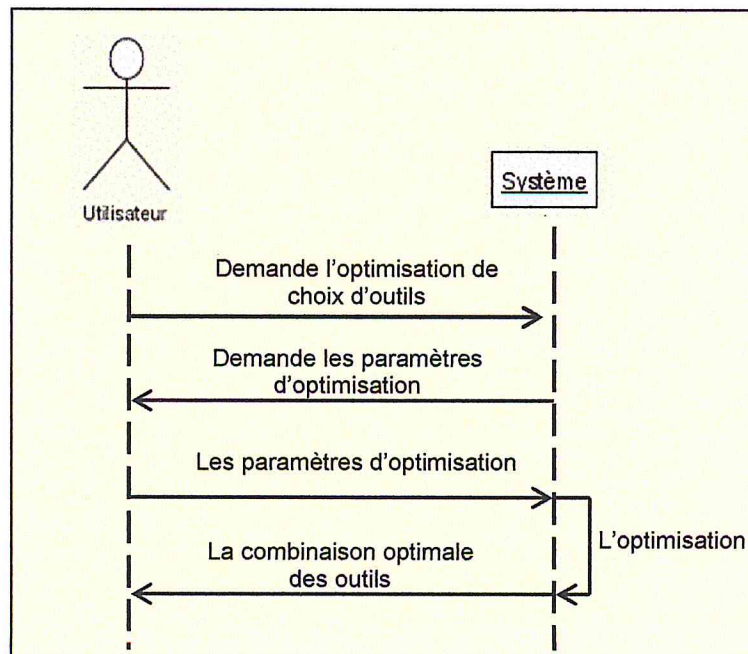 Utilisateur
Système
Demande l'optimisation de
choix d'outils
Demande les paramètres
d'optimisation
Les paramètres d'optimisation
L'optimisation
La combinaison optimale
des outils